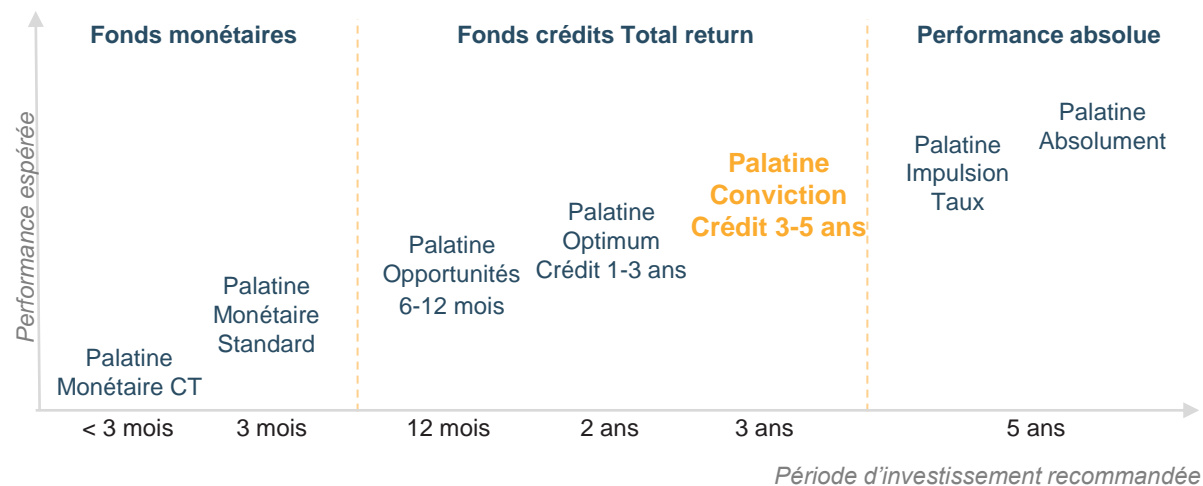 Fonds monétaires
Fonds crédits Total return
Performance absolue
Performance espérée
Palatine
Monétaire CT
Palatine
Monétaire
Standard
Palatine
Opportunités
6-12 mois
Palatine
Optimum
Crédit 1-3 ans
Palatine
Conviction
Crédit 3-5 ans
Palatine
Impulsion
Taux
Palatine
Absolument
< 3 mois
3 mois
12 mois
2 ans
3 ans
5 ans
Période d’investissement recommandée